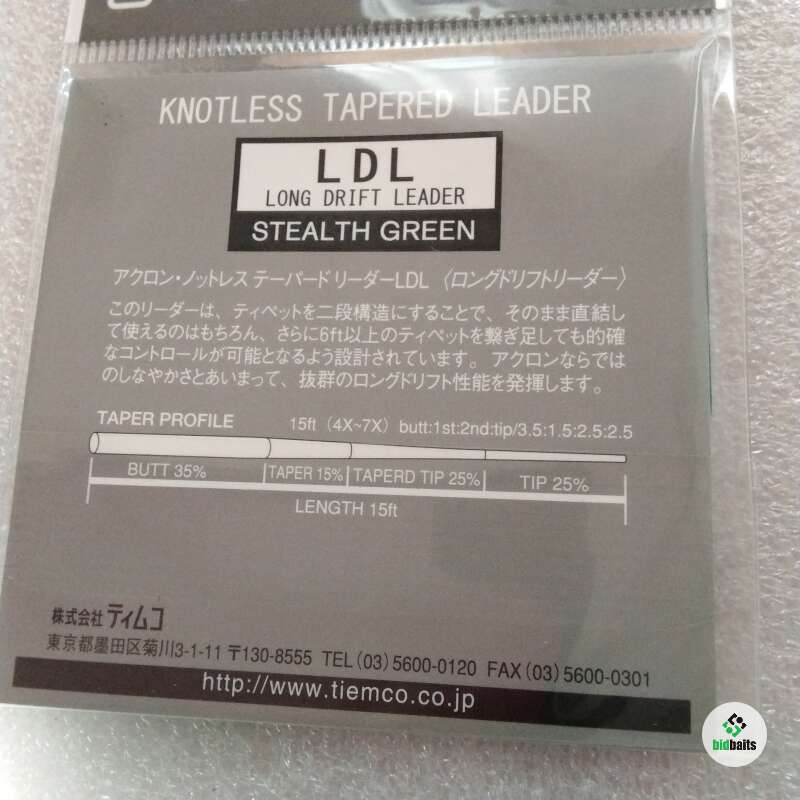 KNOTLESS TAPERED LEADER
LDL
LONG DRIFT LEADER
STEALTH GREEN
アクロン・ノットレス テーパードリーダーLDL 〈ロングドリフトリーダー〉
このリーダーは、ティペットを二段構造にすることで、そのまま直結し
て使えるのはもちろん、さらに6ft以上のティペットを繋ぎ足しても的確
なコントロールが可能となるよう設計されています。アクロンならでは
のしなやかさとあいまって、抜群のロングドリフト性能を発揮します。
TAPER PROFILE 15ft (4X~7X) butt:1st:2nd:tip/3.5:1.5:2.5:2.5
BUTT 35% TAPER 15% TAPERD TIP 25% TIP 25%
LENGTH 15ft
株式会社 ティムコ
東京都墨田区菊川3-1-11 〒130-8555 TEL(03)5600-0120 FAX(03)5600-0301
http://www.tiemco.co.jp
bidbaits